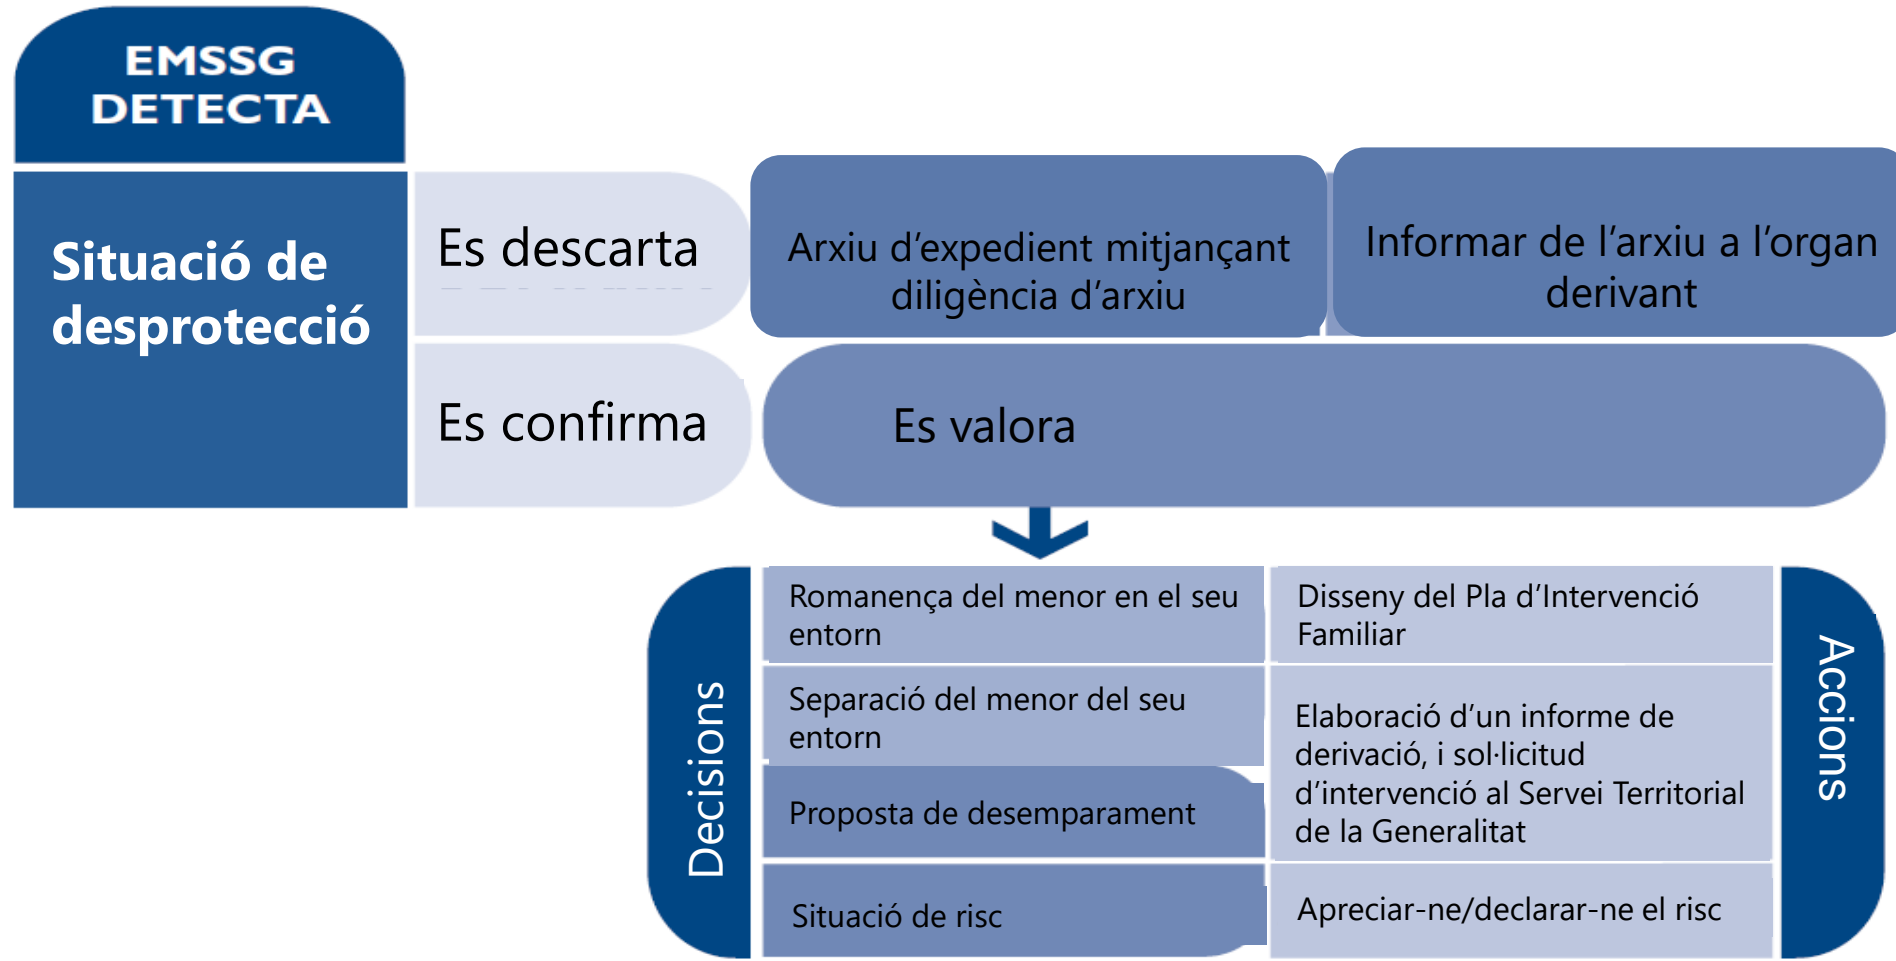 EMSSG
DETECTA
Situació de
desprotecció
Es descarta
Arxiu d’expedient mitjançant
diligència d’arxiu
Informar de l’arxiu a l’organ
derivant
Es confirma
Es valora
Decisions
Romanença del menor en el seu
entorn
Disseny del Pla d’Intervenció
Familiar
Separació del menor del seu
entorn
Elaboració d’un informe de
derivació, i sol·licitud
d’intervenció al Servei Territorial
de la Generalitat
Proposta de desemparament
Situació de risc
Apreciar-ne/declarar-ne el risc
Accions